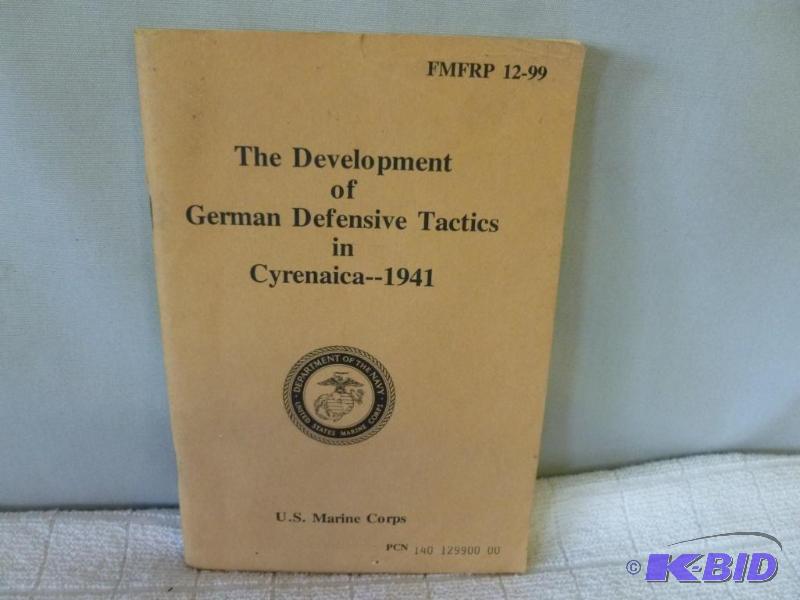 FMFRP 12-99
The Development
of
German Defensive Tactics
in
Cyrenaica--1941
DEPARTMENT OF THE NAVY
UNITED STATES MARINE CORPS
U.S. Marine Corps
PCN 140 129900 00
© K-BID